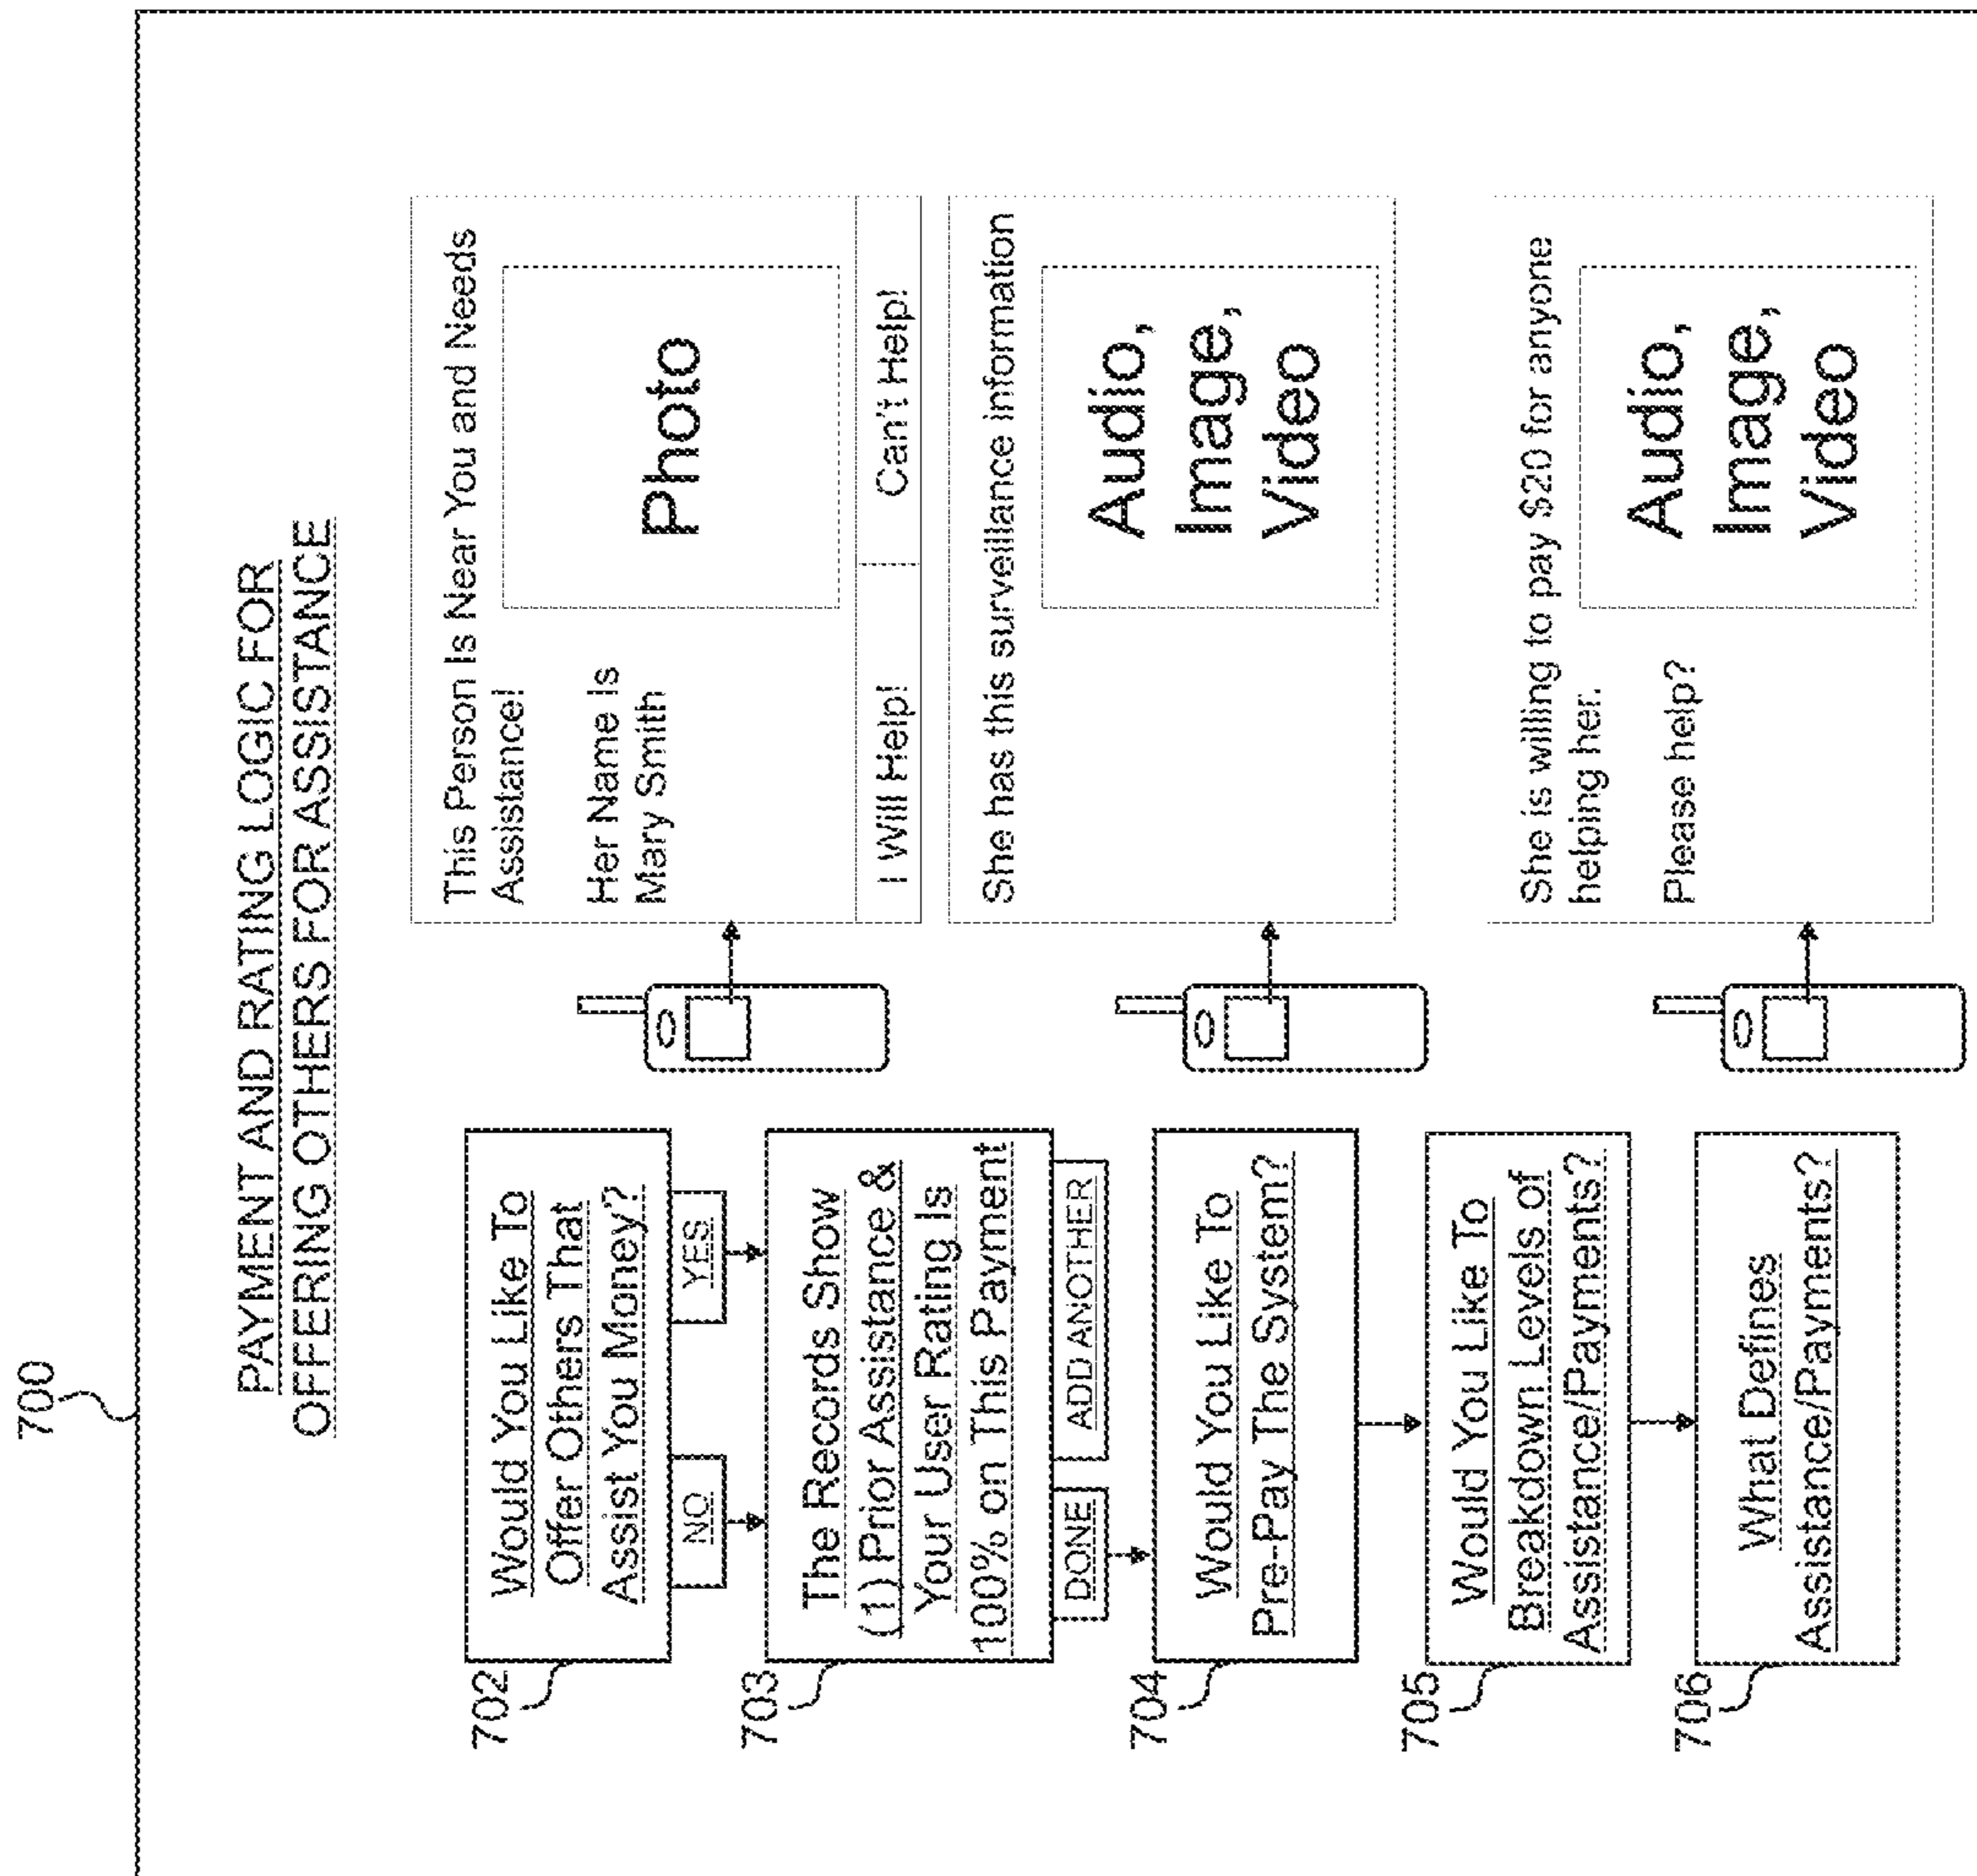 700
PAYMENT AND RATING LOGIC FOR
OFFERING OTHERS FOR ASSISTANCE
702
Would You Like To
Offer Others That
Assist You Money?
NO
YES
703
The Records Show
(1) Prior Assistance &
Your User Rating Is
100% on This Payment
DONE
ADD ANOTHER
704
Would You Like To
Pre-Pay The System?
705
Would You Like To
Breakdown Levels of
Assistance/Payments?
706
What Defines
Assistance/Payments?
This Person Is Near You and Needs
Assistance!
Her Name Is
Mary Smith
Photo
I Will Help!
Can't Help!
She has this surveillance information
Audio,
Image,
Video
She is willing to pay $20 for anyone
helping her.
Please help?
Audio,
Image,
Video